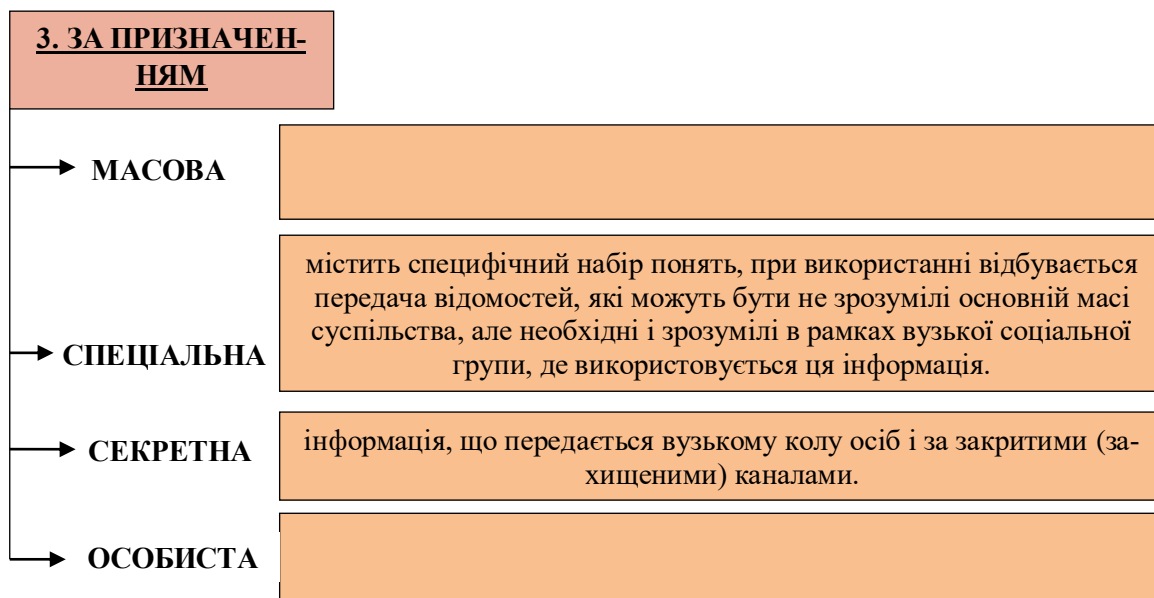 3. ЗА ПРИЗНАЧЕН-
НЯМ
МАСОВА
містить специфічний набір понять, при використанні відбувається
передача відомостей, які можуть бути не зрозумілі основній масі
суспільства, але необхідні і зрозумілі в рамках вузької соціальної
групи, де використовується ця інформація.
СПЕЦІАЛЬНА
інформація, що передається вузькому колу осіб і за закритими (за-
хищеними) каналами.
СЕКРЕТНА
ОСОБИСТА